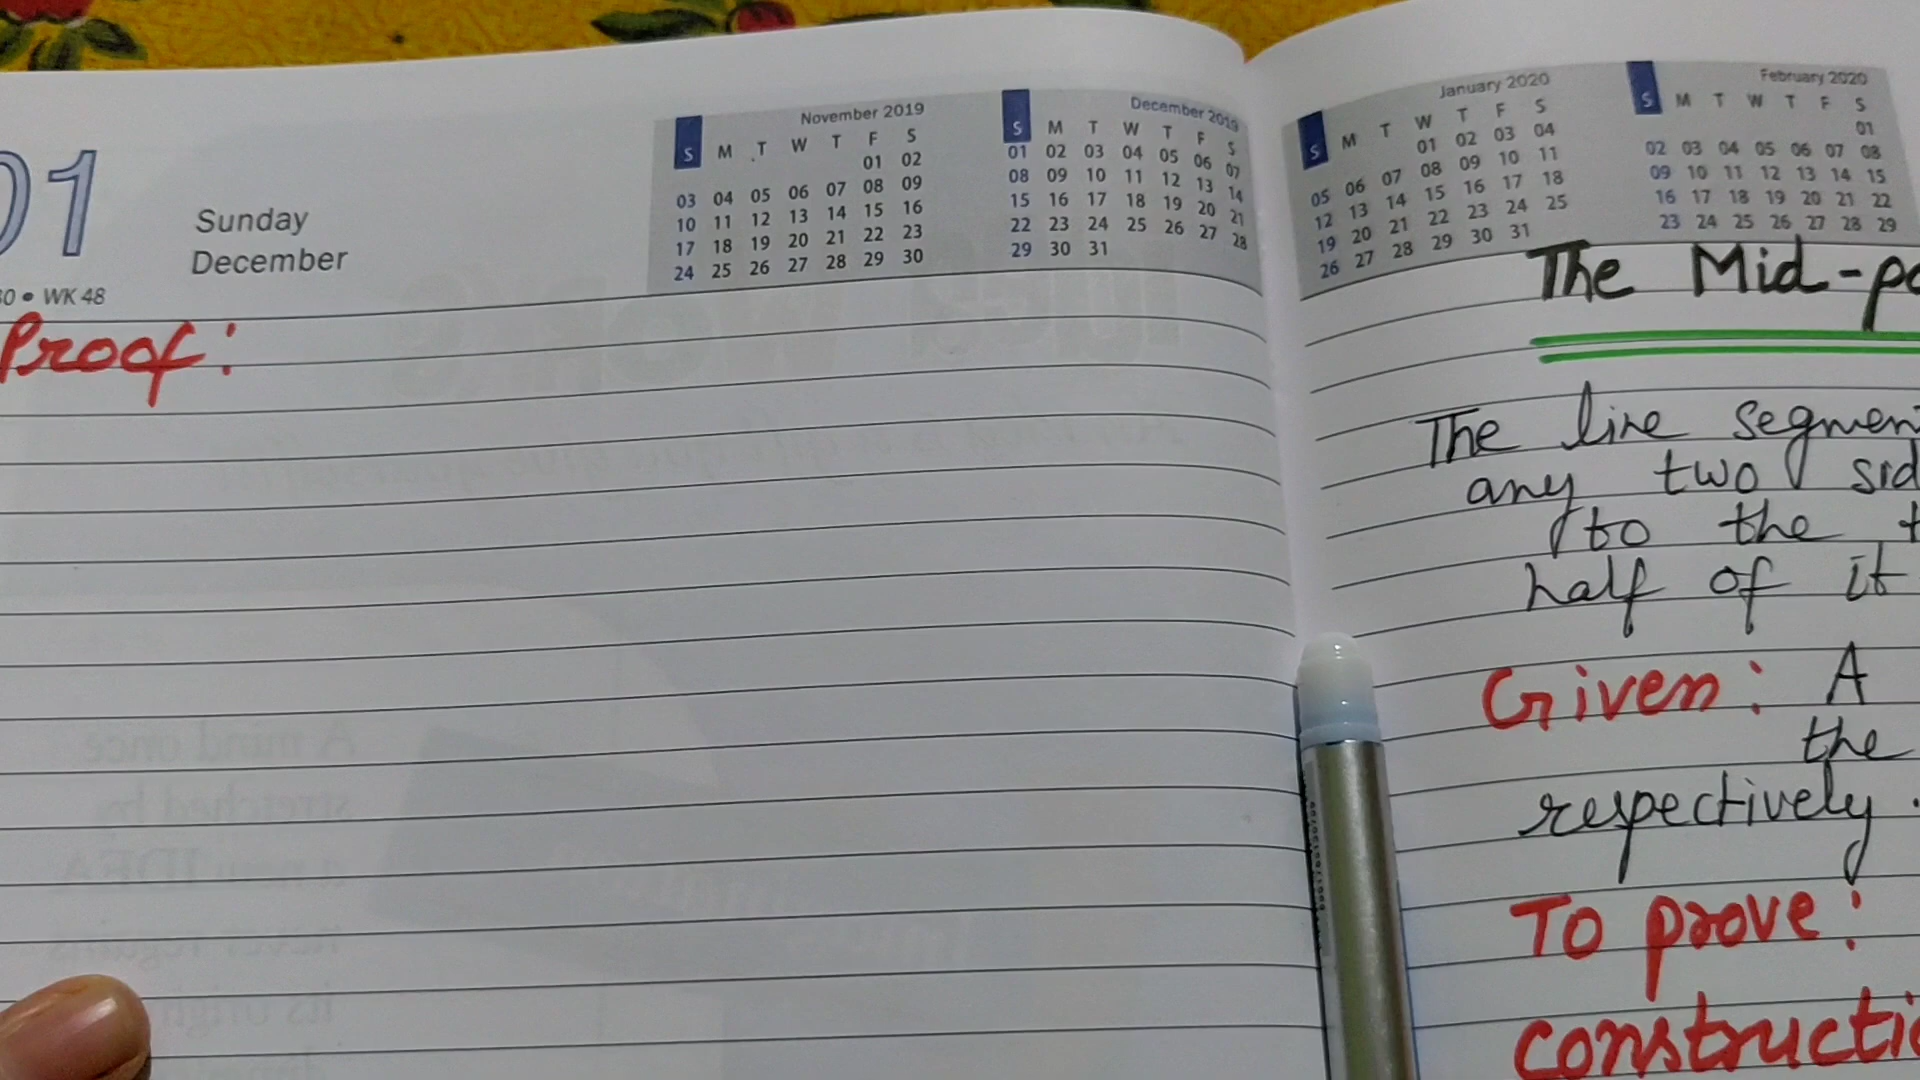 November 2019
S M T W T F S
01 02
03 04 05 06 07 08 09
10 11 12 13 14 15 16
17 18 19 20 21 22 23
24 25 26 27 28 29 30
December 2019
S M T W T F S
01 02 03 04 05 06 07
08 09 10 11 12 13 14
15 16 17 18 19 20 21
22 23 24 25 26 27 28
29 30 31
01
Sunday
December
WK 48
Proof:
January 2020
S M T W T F S
01 02 03 04
05 06 07 08 09 10 11
12 13 14 15 16 17 18
19 20 21 22 23 24 25
26 27 28 29 30 31
February 2020
S M T W T F S
01
02 03 04 05 06 07 08
09 10 11 12 13 14 15
16 17 18 19 20 21 22
23 24 25 26 27 28 29
The Mid-po
The line segmen
any two sid
to the t
half of it
Given: A
the
respectively.
To prove:
constructi